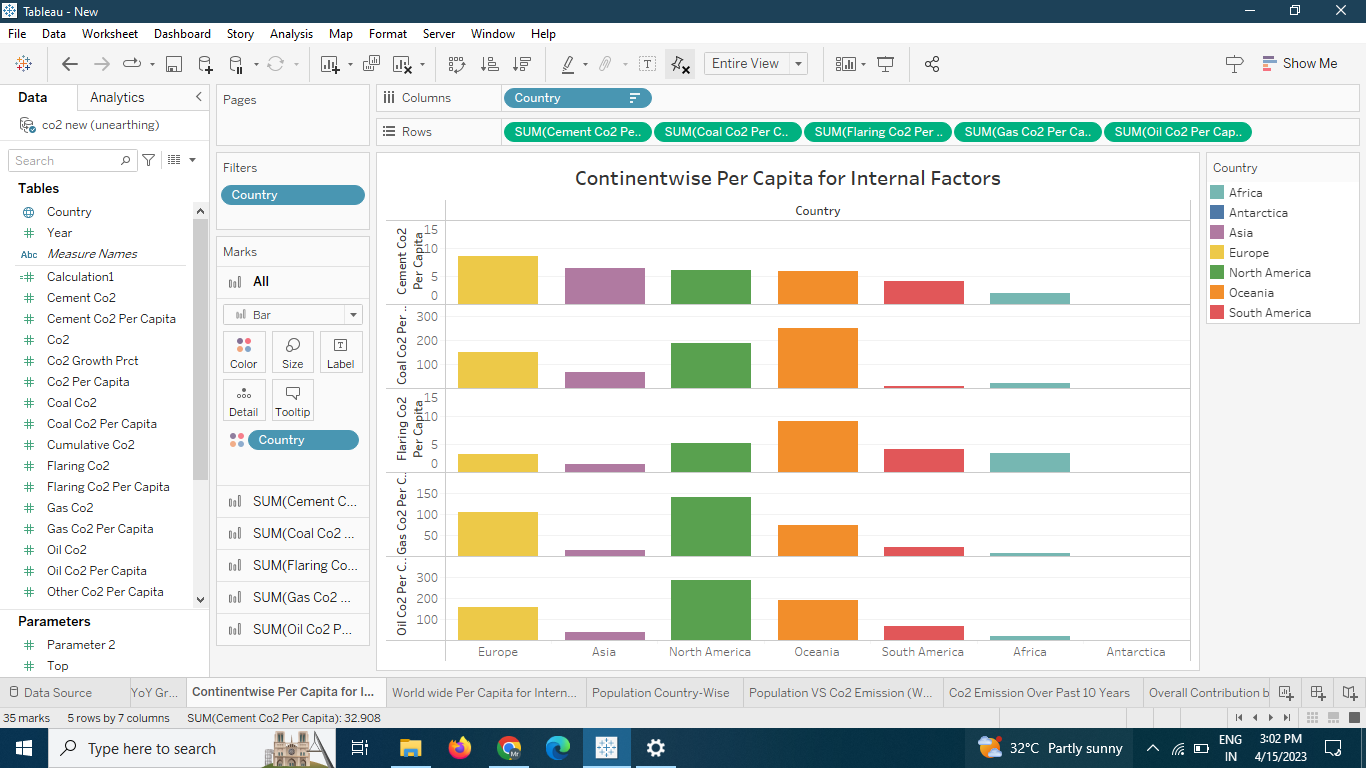 Tableau - New
File Data Worksheet Dashboard Story Analysis Map Format Server Window Help
Entire View
Show Me
Data Analytics
co2 new (unearthing)
Search
Tables
Country
Year
Abc Measure Names
Calculation1
Cement Co2
Cement Co2 Per Capita
Co2
Co2 Growth Prct
Co2 Per Capita
Coal Co2
Coal Co2 Per Capita
Cumulative Co2
Flaring Co2
Flaring Co2 Per Capita
Gas Co2
Gas Co2 Per Capita
Oil Co2
Oil Co2 Per Capita
Other Co2 Per Capita
Parameters
Parameter 2
Top
Pages
Filters
Country
Marks
All
Bar
Color Size Label
Detail Tooltip
Country
SUM(Cement C...
SUM(Coal Co2 ...
SUM(Flaring Co...
SUM(Gas Co2 ...
SUM(Oil Co2 P...
Columns Country
Rows SUM(Cement Co2 Pe.. SUM(Coal Co2 Per C.. SUM(Flaring Co2 Per .. SUM(Gas Co2 Per Ca.. SUM(Oil Co2 Per Cap..
Continentwise Per Capita for Internal Factors
Country
Cement Co2
Per Capita
15
10
5
0
Coal Co2 Per ..
300
200
100
Flaring Co2
Per Capita
15
10
5
0
Gas Co2 Per C..
150
100
50
Oil Co2 Per C..
300
200
100
Europe Asia North America Oceania South America Africa Antarctica
Country
Africa
Antarctica
Asia
Europe
North America
Oceania
South America
Data Source YoY Gr... Continentwise Per Capita for I... World wide Per Capita for Intern... Population Country-Wise Population VS Co2 Emission (W... Co2 Emission Over Past 10 Years Overall Contribution b
35 marks 5 rows by 7 columns SUM(Cement Co2 Per Capita): 32.908
Type here to search
32°C Partly sunny
ENG
IN
3:02 PM
4/15/2023